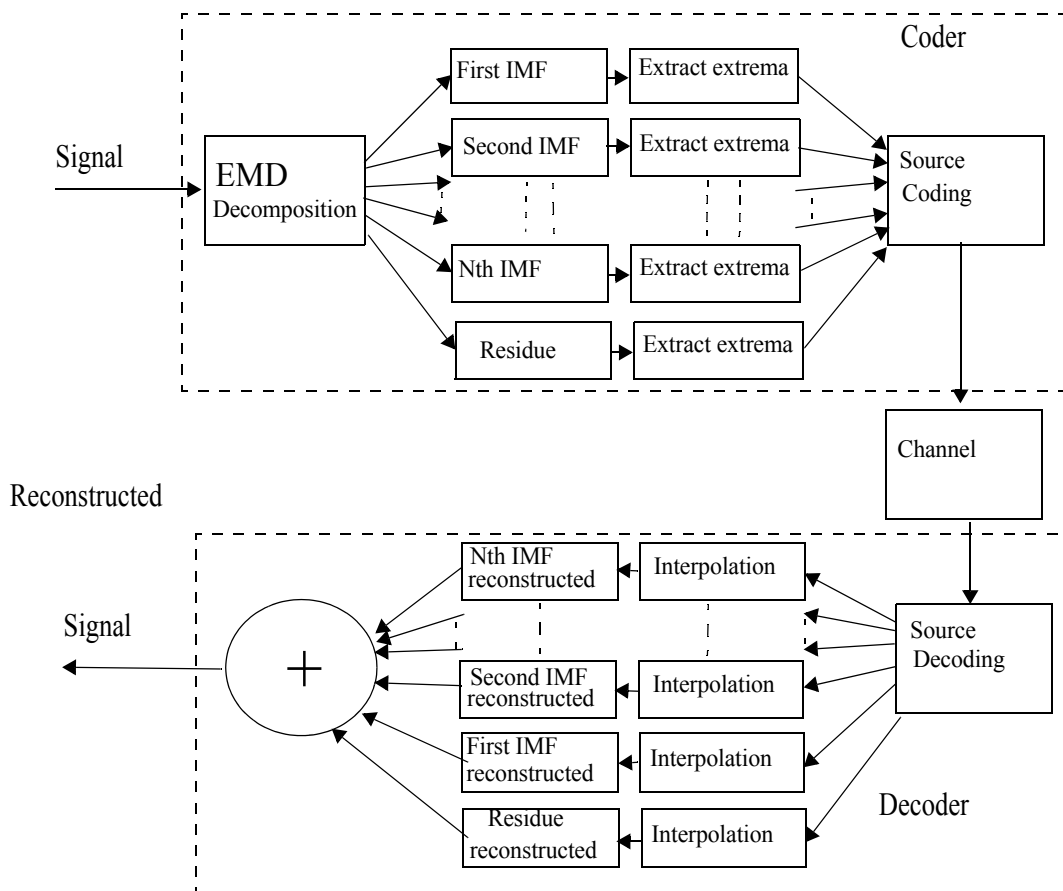 Coder
First IMF
Extract extrema
Second IMF
Extract extrema
Signal
EMD
Decomposition
Source
Coding
Nth IMF
Extract extrema
Residue
Extract extrema
Channel
Reconstructed
Nth IMF
reconstructed
Interpolation
Signal
+
Source
Decoding
Second IMF
reconstructed
Interpolation
First IMF
reconstructed
Interpolation
Decoder
Residue
reconstructed
Interpolation